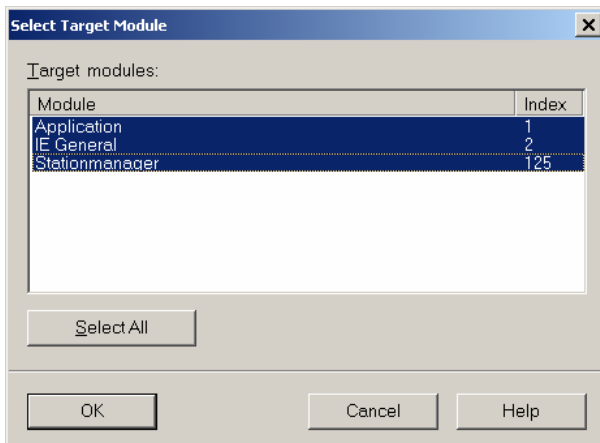 Select Target Module
Target modules:
Module Index
Application 1
IE General 2
Stationmanager 125
Select All
OK Cancel Help